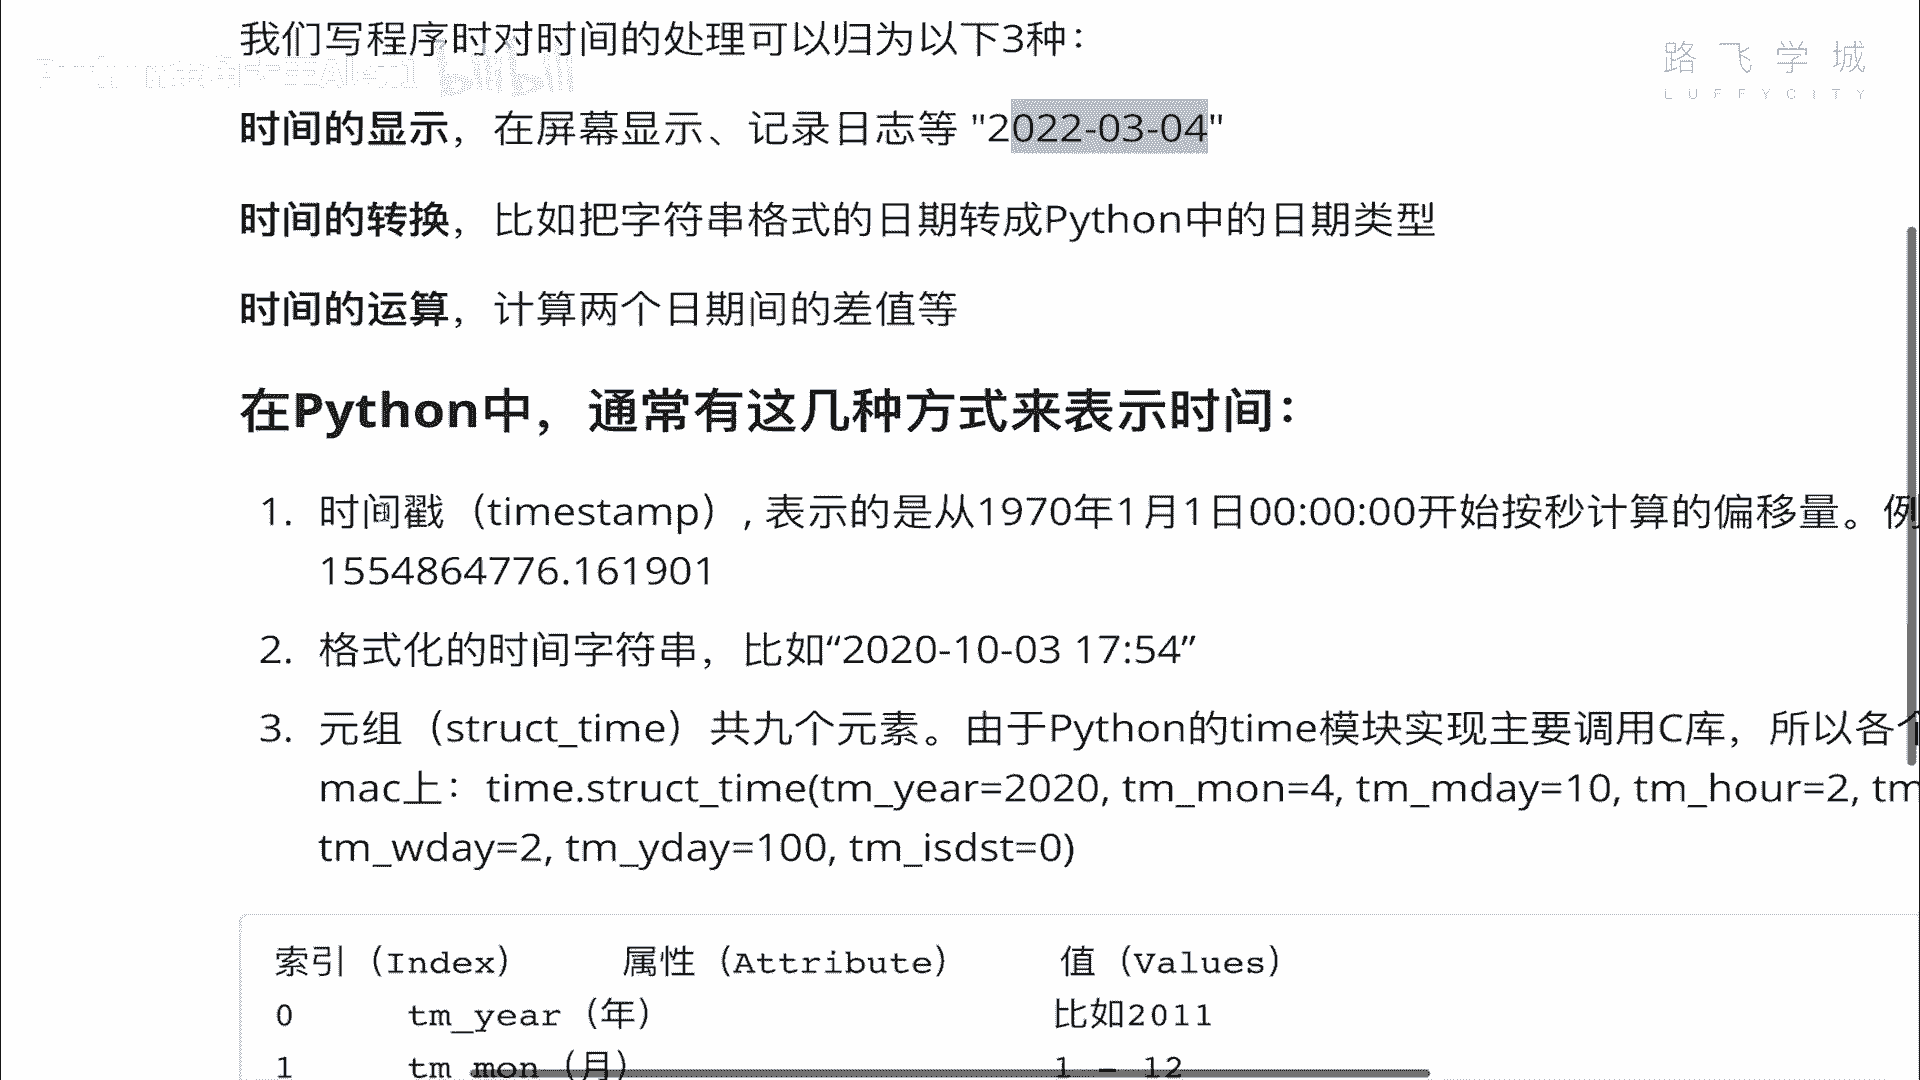 我们写程序时对时间的处理可以归为以下3种：
路飞学城
LUFFYCITY
bilibili
时间的显示，在屏幕显示、记录日志等 "2022-03-04"
时间的转换，比如把字符串格式的日期转成Python中的日期类型
时间的运算，计算两个日期间的差值等
在Python中，通常有这几种方式来表示时间：
1. 时间戳（timestamp）, 表示的是从1970年1月1日00:00:00开始按秒计算的偏移量。例
1554864776.161901
2. 格式化的时间字符串，比如“2020-10-03 17:54”
3. 元组（struct_time）共九个元素。由于Python的time模块实现主要调用C库，所以各个
mac上：time.struct_time(tm_year=2020, tm_mon=4, tm_mday=10, tm_hour=2, tm
tm_wday=2, tm_yday=100, tm_isdst=0)
索引（Index） 属性（Attribute） 值（Values）
0 tm_year（年） 比如2011
1 tm_mon（月） 1 - 12